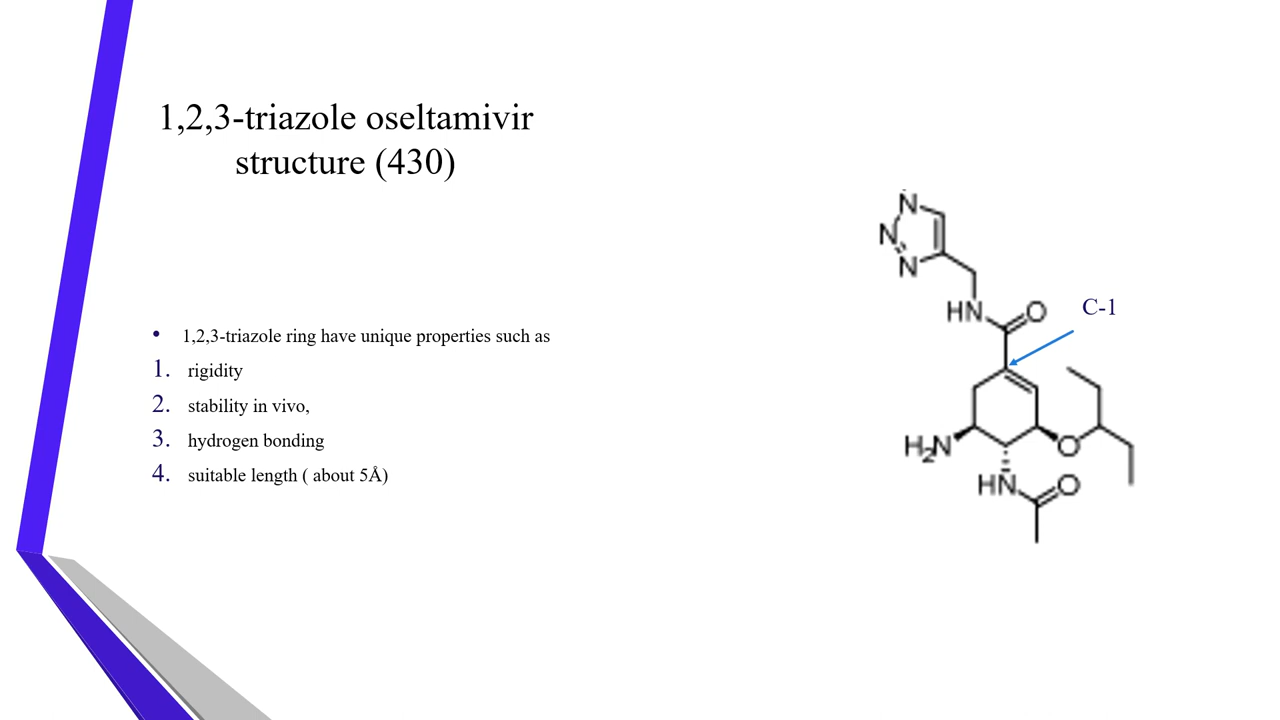 1,2,3-triazole oseltamivir
structure (430)
• 1,2,3-triazole ring have unique properties such as
1. rigidity
2. stability in vivo,
3. hydrogen bonding
4. suitable length ( about 5Å)
N
N
N
HN
O
C-1
H2N
O
HN
O